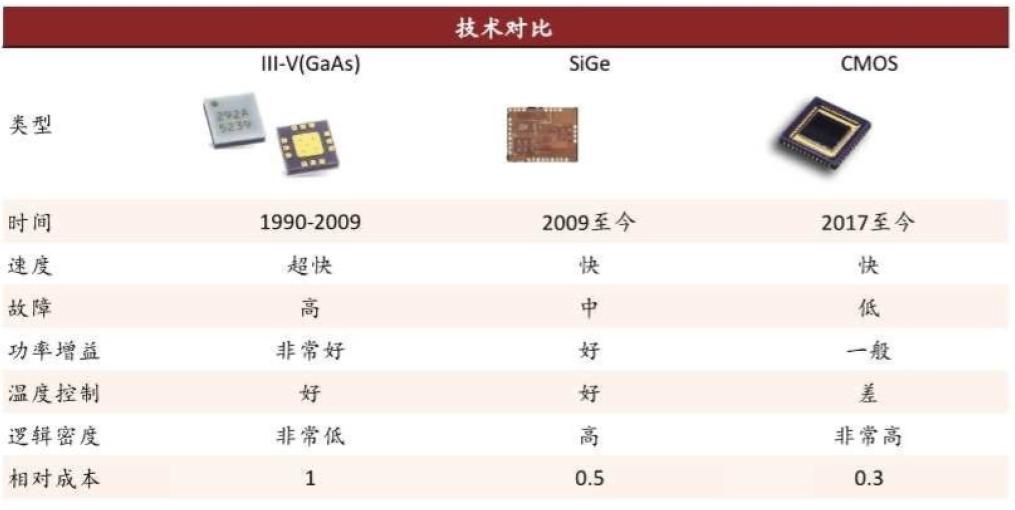 技术对比
III-V(GaAs) SiGe CMOS
类型
292A
5239
时间 1990-2009 2009至今 2017至今
速度 超快 快 快
故障 高 中 低
功率增益 非常好 好 一般
温度控制 好 好 差
逻辑密度 非常低 高 非常高
相对成本 1 0.5 0.3